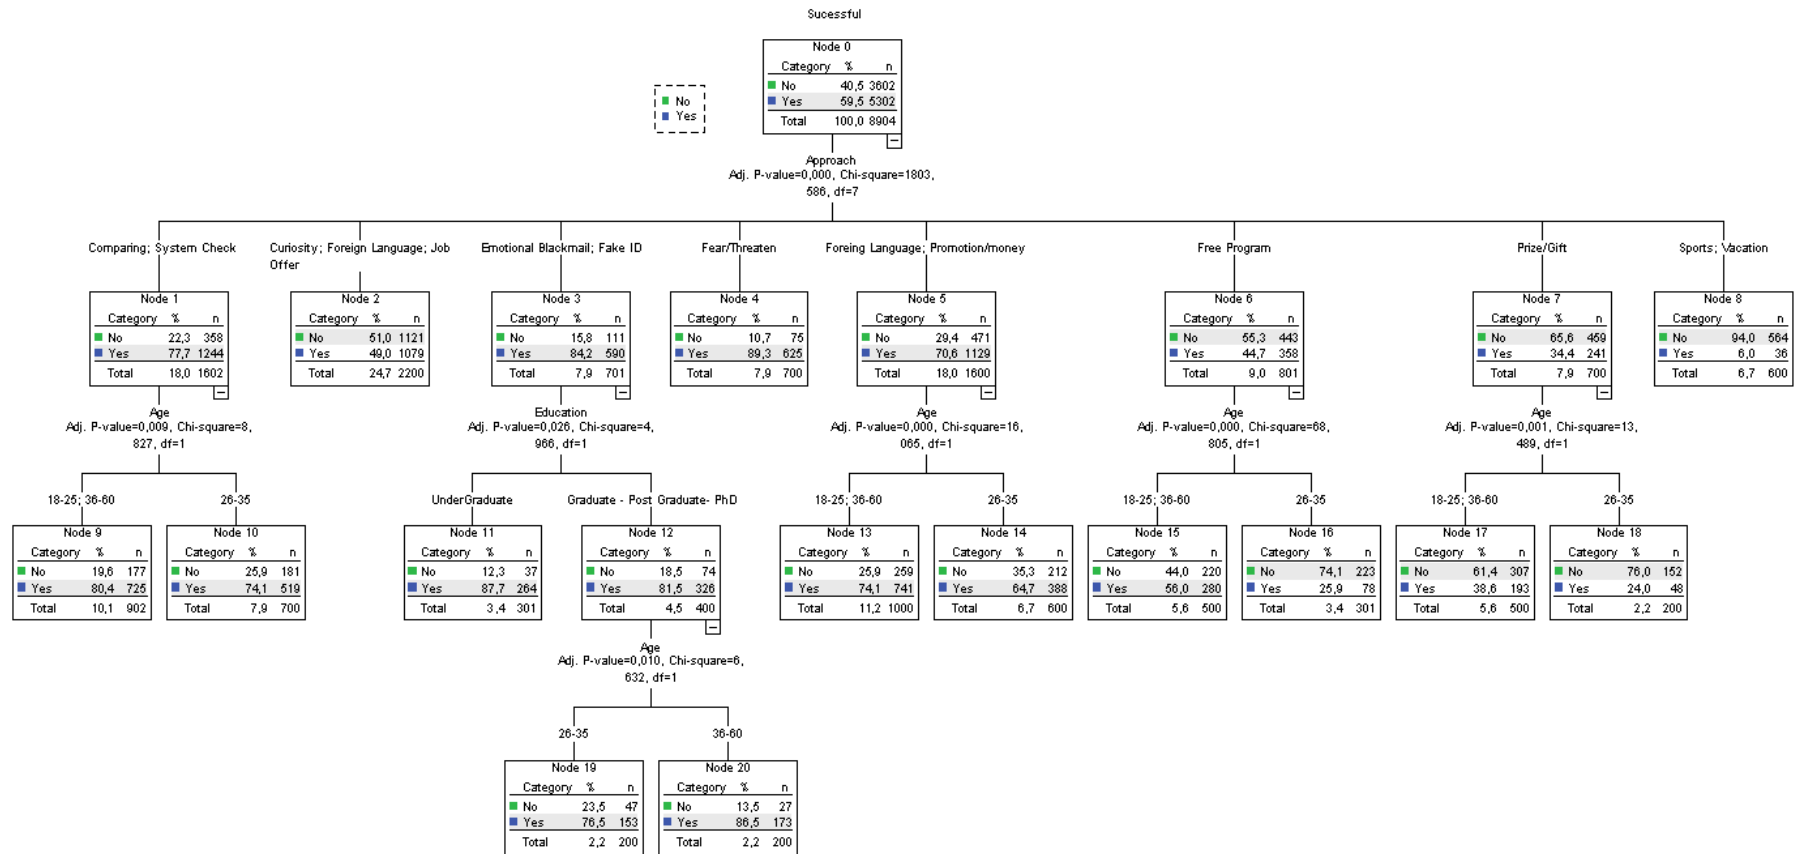 Sucessful
Node 0
Category % n
No 40,5 3602
Yes 59,5 5302
Total 100,0 8904
No
Yes
Approach
Adj. P-value=0,000, Chi-square=1803,
586, df=7
Comparing; System Check
Curiosity; Foreign Language; Job
Offer
Emotional Blackmail; Fake ID
Fear/Threaten
Foreing Language; Promotion/money
Free Program
Prize/Gift
Sports; Vacation
Node 1
Category % n
No 22,3 358
Yes 77,7 1244
Total 18,0 1602
Node 2
Category % n
No 51,0 1121
Yes 49,0 1079
Total 24,7 2200
Node 3
Category % n
No 15,8 111
Yes 84,2 590
Total 7,9 701
Node 4
Category % n
No 10,7 75
Yes 89,3 625
Total 7,9 700
Node 5
Category % n
No 29,4 471
Yes 70,6 1129
Total 18,0 1600
Node 6
Category % n
No 55,3 443
Yes 44,7 358
Total 9,0 801
Node 7
Category % n
No 65,6 459
Yes 34,4 241
Total 7,9 700
Node 8
Category % n
No 94,0 564
Yes 6,0 36
Total 6,7 600
Age
Adj. P-value=0,009, Chi-square=8,
827, df=1
Education
Adj. P-value=0,026, Chi-square=4,
966, df=1
Age
Adj. P-value=0,000, Chi-square=16,
065, df=1
Age
Adj. P-value=0,000, Chi-square=68,
805, df=1
Age
Adj. P-value=0,001, Chi-square=13,
489, df=1
18-25; 36-60
26-35
UnderGraduate
Graduate - Post Graduate- PhD
18-25; 36-60
26-35
18-25; 36-60
26-35
18-25; 36-60
26-35
Node 9
Category % n
No 19,6 177
Yes 80,4 725
Total 10,1 902
Node 10
Category % n
No 25,9 181
Yes 74,1 519
Total 7,9 700
Node 11
Category % n
No 12,3 37
Yes 87,7 264
Total 3,4 301
Node 12
Category % n
No 18,5 74
Yes 81,5 326
Total 4,5 400
Node 13
Category % n
No 25,9 259
Yes 74,1 741
Total 11,2 1000
Node 14
Category % n
No 35,3 212
Yes 64,7 388
Total 6,7 600
Node 15
Category % n
No 44,0 220
Yes 56,0 280
Total 5,6 500
Node 16
Category % n
No 74,1 223
Yes 25,9 78
Total 3,4 301
Node 17
Category % n
No 61,4 307
Yes 38,6 193
Total 5,6 500
Node 18
Category % n
No 76,0 152
Yes 24,0 48
Total 2,2 200
Age
Adj. P-value=0,010, Chi-square=6,
632, df=1
26-35
36-60
Node 19
Category % n
No 23,5 47
Yes 76,5 153
Total 2,2 200
Node 20
Category % n
No 13,5 27
Yes 86,5 173
Total 2,2 200